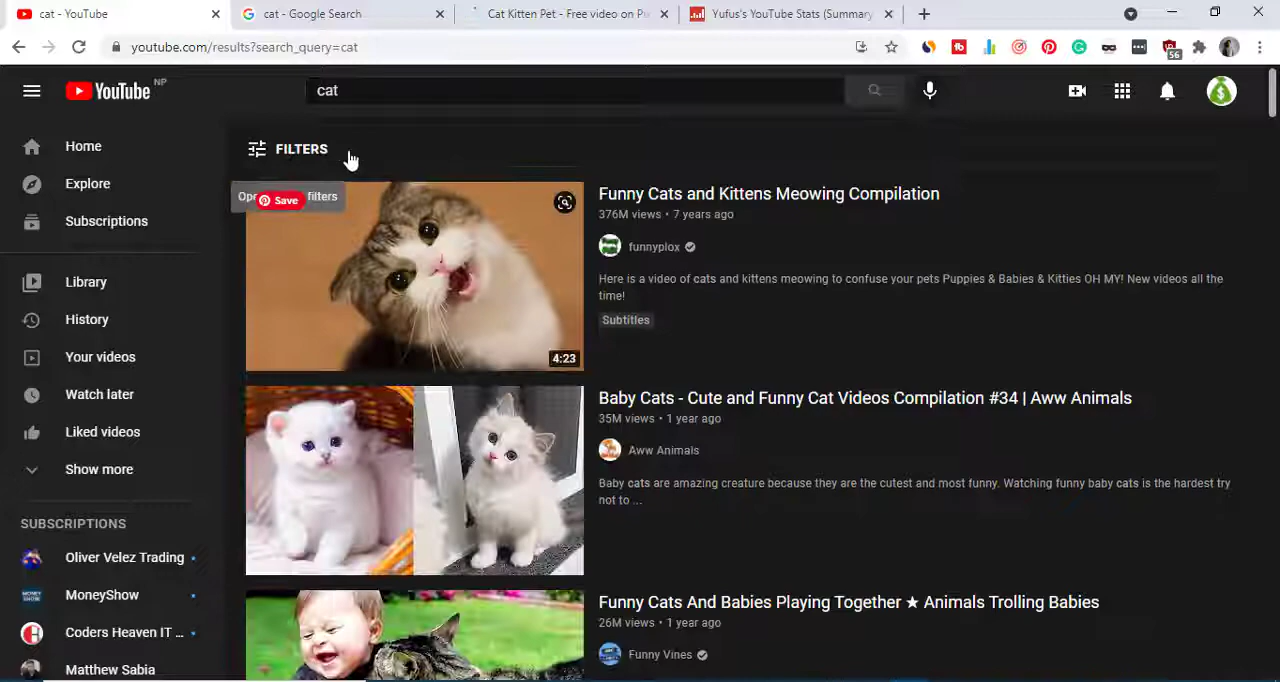 cat - YouTube
cat - Google Search
Cat Kitten Pet - Free video on Pi
Yufus's YouTube Stats (Summary
youtube.com/results?search_query=cat
56
YouTube NP
cat
Home
Explore
Subscriptions
Library
History
Your videos
Watch later
Liked videos
Show more
SUBSCRIPTIONS
Oliver Velez Trading
MoneyShow
Coders Heaven IT ...
Matthew Sabia
FILTERS
filters
Save
4:23
Funny Cats and Kittens Meowing Compilation
376M views • 7 years ago
funnyplox
Here is a video of cats and kittens meowing to confuse your pets Puppies & Babies & Kitties OH MY! New videos all the
time!
Subtitles
Baby Cats - Cute and Funny Cat Videos Compilation #34 | Aww Animals
35M views • 1 year ago
Aww Animals
Baby cats are amazing creature because they are the cutest and most funny. Watching funny baby cats is the hardest try
not to ...
Funny Cats And Babies Playing Together ★ Animals Trolling Babies
26M views • 1 year ago
Funny Vines